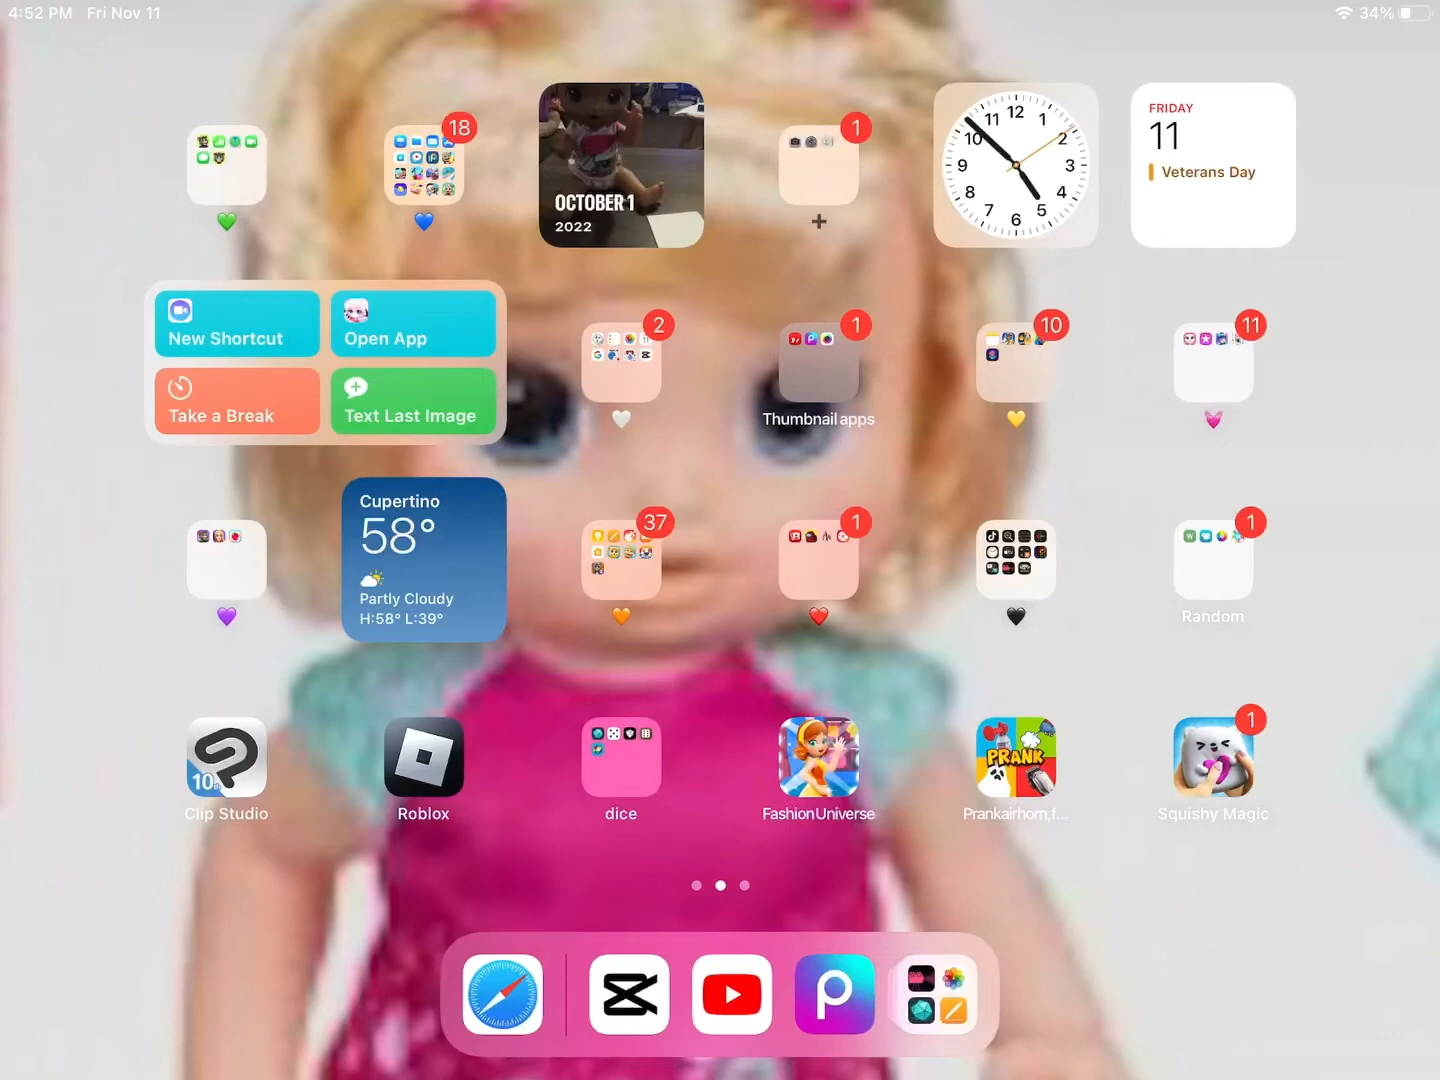 4:52 PM Fri Nov 11
34%
18
1
OCTOBER 1
2022
12
1
2
3
4
5
6
7
8
9
10
11
FRIDAY
11
Veterans Day
New Shortcut
Open App
Take a Break
Text Last Image
2
1
10
11
Thumbnail apps
Cupertino
58°
Partly Cloudy
H:58° L:39°
37
1
1
Random
10
Clip Studio
Roblox
dice
FashionUniverse
PRANK
Prankairhorn,f...
1
Squishy Magic